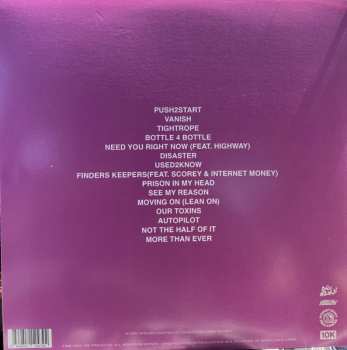 PUSH2START
VANISH
TIGHTROPE
BOTTLE 4 BOTTLE
NEED YOU RIGHT NOW (FEAT. HIGHWAY)
DISASTER
USED2KNOW
FINDERS KEEPERS(FEAT. SCOREY & INTERNET MONEY)
PRISON IN MY HEAD
SEE MY REASON
MOVING ON (LEAN ON)
OUR TOXINS
AUTOPILOT
NOT THE HALF OF IT
MORE THAN EVER
10K